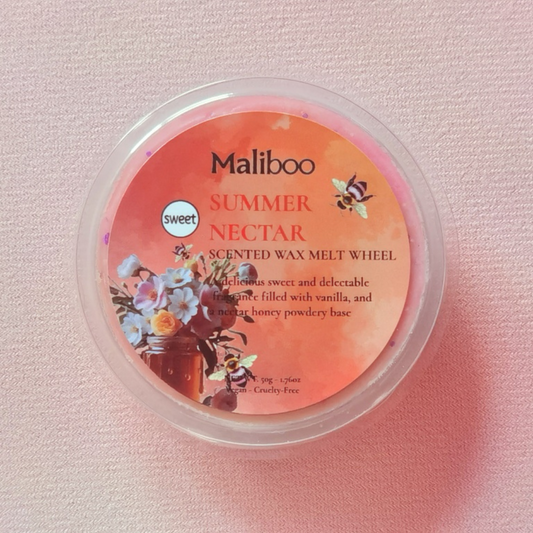 Maliboo
sweet
SUMMER
NECTAR
SCENTED WAX MELT WHEEL
delicious sweet and delectable
fragrance filled with vanilla, and
a nectar honey powdery base
50g - 1.76oz
Vegan - Cruelty-Free